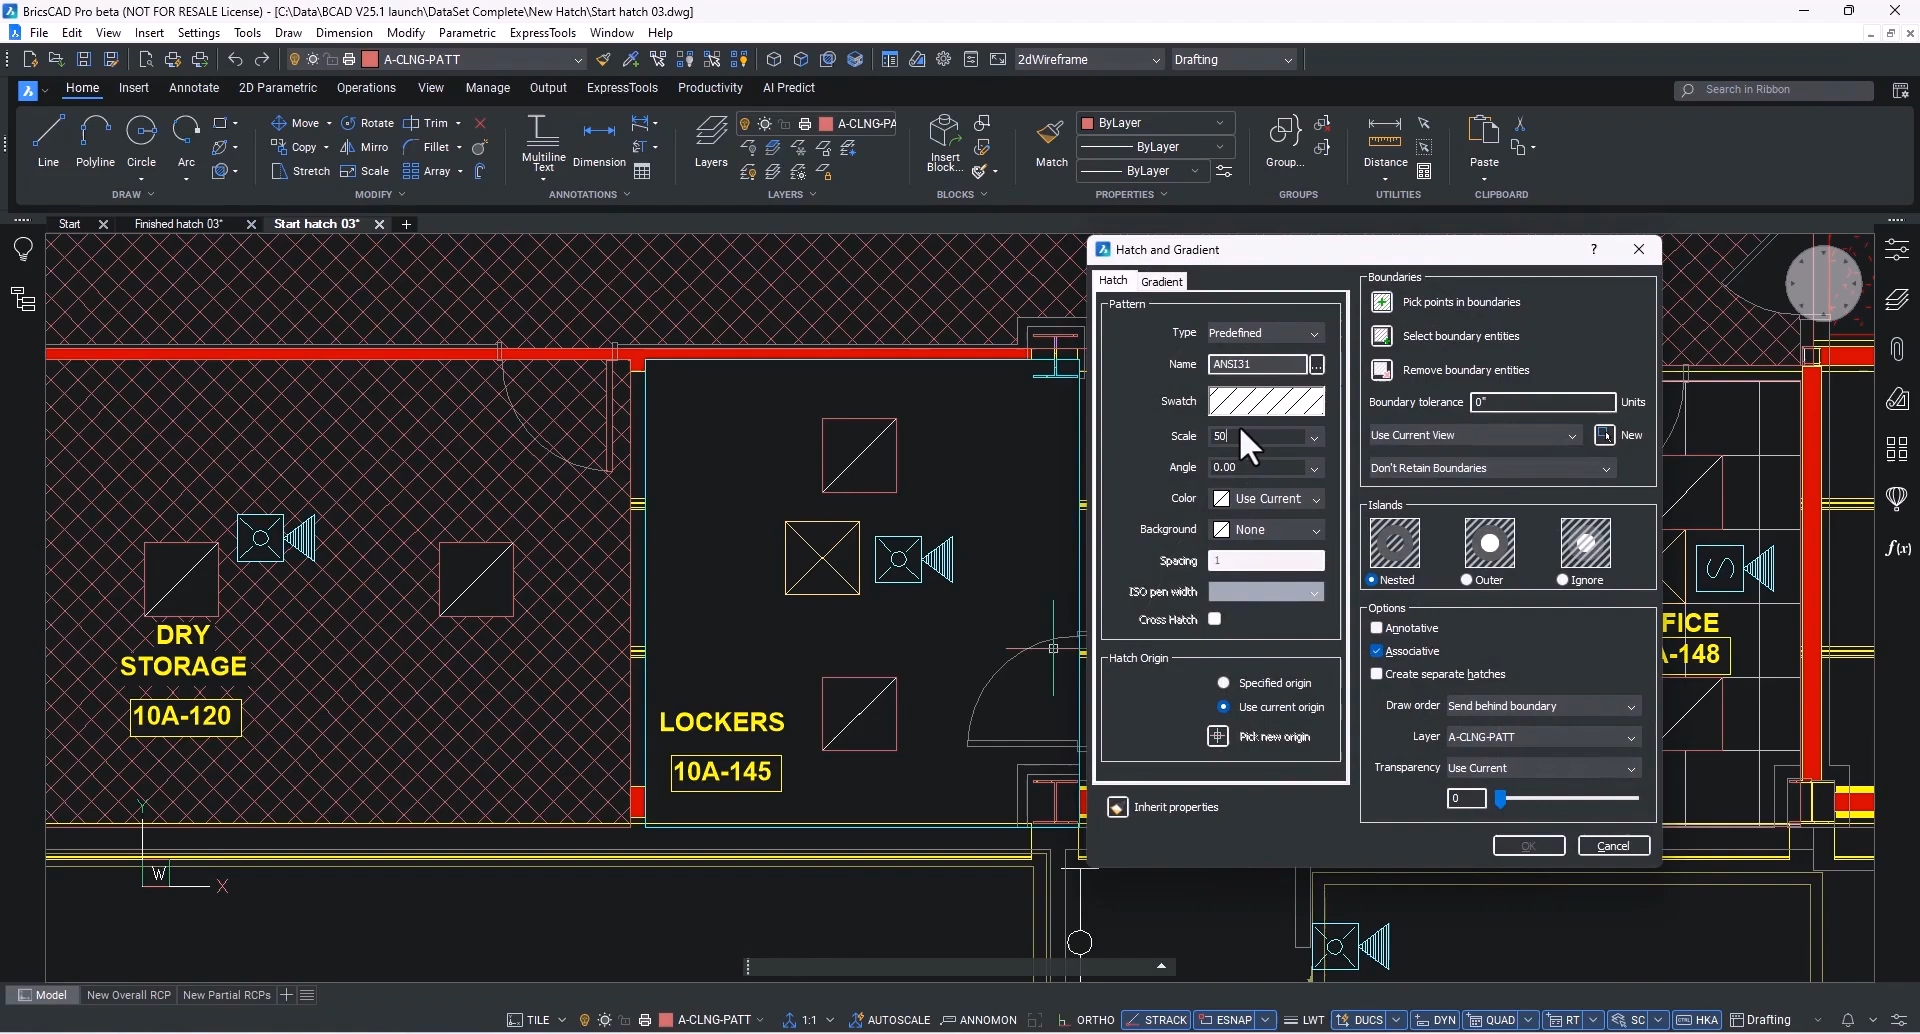 BricsCAD Pro beta (NOT FOR RESALE License) - [C:\Data\BCAD V25.1 launch\DataSet Complete\New Hatch\Start hatch 03.dwg]
File Edit View Insert Settings Tools Draw Dimension Modify Parametric ExpressTools Window Help
A-CLNG-PATT 2dWireframe Drafting
Home Insert Annotate 2D Parametric Operations View Manage Output ExpressTools Productivity AI Predict Search in Ribbon
Move Rotate Trim A-CLNG-PA ByLayer
Copy Mirro Fillet ByLayer
Line Polyline Circle Arc Multiline Text Dimension Layers Insert Block... Match Group... Distance Paste
Stretch Scale Array ByLayer
DRAW MODIFY ANNOTATIONS LAYERS BLOCKS PROPERTIES GROUPS UTILITIES CLIPBOARD
Start Finished hatch 03* Start hatch 03*
Hatch and Gradient ?
Hatch Gradient
Pattern
Type Predefined
Name ANSI31 ...
Swatch
Scale 50
Angle 0.00
Color Use Current
Background None
Spacing 1
ISO pen width
Cross Hatch
Hatch Origin
Specified origin
Use current origin
Pick new origin
Inherit properties
Boundaries
Pick points in boundaries
Select boundary entities
Remove boundary entities
Boundary tolerance 0" Units
Use Current View New
Don't Retain Boundaries
Islands
Nested Outer Ignore
Options
Annotative
Associative
Create separate hatches
Draw order Send behind boundary
Layer A-CLNG-PATT
Transparency Use Current
0
OK Cancel
DRY
STORAGE
10A-120
LOCKERS
10A-145
FICE
A-148
S
Y
W X
f(x)
Model New Overall RCP New Partial RCPs
TILE A-CLNG-PATT 1:1 AUTOSCALE ANNOMON ORTHO STRACK ESNAP LWT DUCS DYN QUAD RT SC HKA Drafting